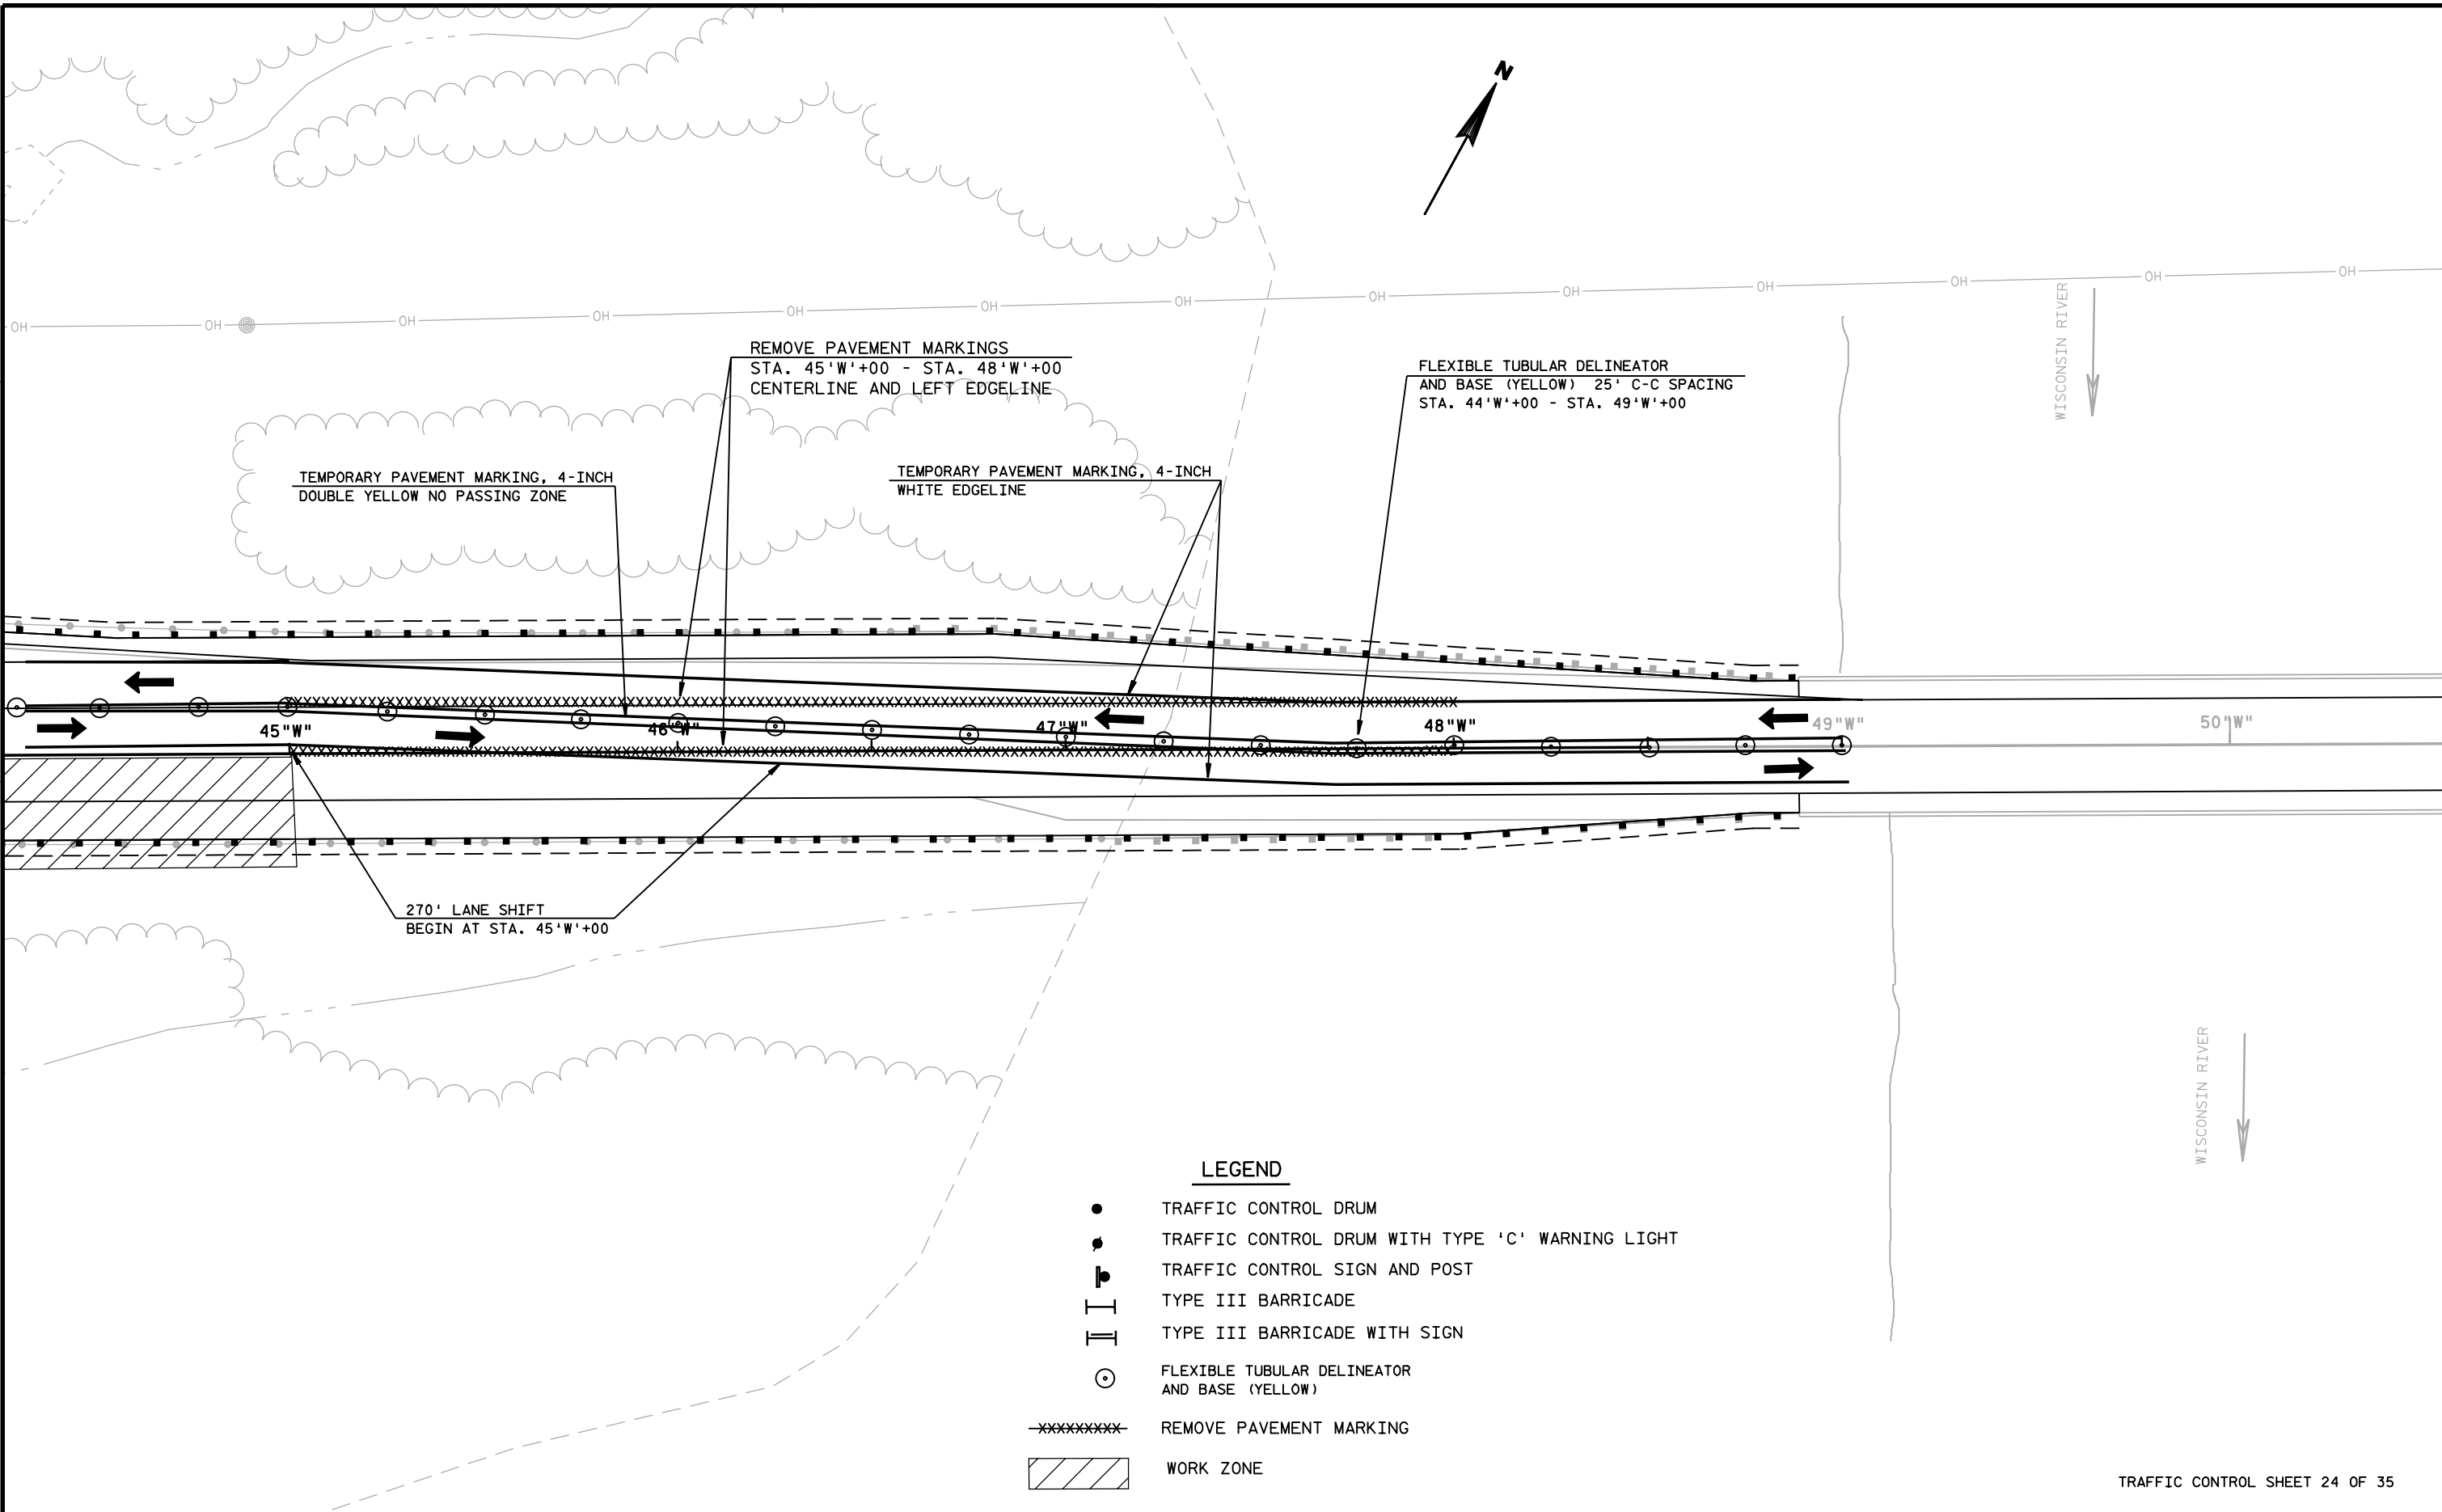 N
OH OH OH OH OH OH OH OH OH OH OH OH OH
WISCONSIN RIVER
REMOVE PAVEMENT MARKINGS
STA. 45'W'+00 - STA. 48'W'+00
CENTERLINE AND LEFT EDGELINE
FLEXIBLE TUBULAR DELINEATOR
AND BASE (YELLOW) 25' C-C SPACING
STA. 44'W'+00 - STA. 49'W'+00
TEMPORARY PAVEMENT MARKING, 4-INCH
DOUBLE YELLOW NO PASSING ZONE
TEMPORARY PAVEMENT MARKING, 4-INCH
WHITE EDGELINE
45"W" 46"W" 47"W" 48"W" 49"W" 50"W"
270' LANE SHIFT
BEGIN AT STA. 45'W'+00
WISCONSIN RIVER
LEGEND
TRAFFIC CONTROL DRUM
TRAFFIC CONTROL DRUM WITH TYPE 'C' WARNING LIGHT
TRAFFIC CONTROL SIGN AND POST
TYPE III BARRICADE
TYPE III BARRICADE WITH SIGN
FLEXIBLE TUBULAR DELINEATOR
AND BASE (YELLOW)
XXXXXXXXX REMOVE PAVEMENT MARKING
WORK ZONE
TRAFFIC CONTROL SHEET 24 OF 35